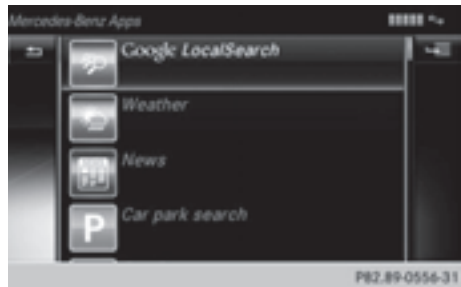 Mercedes-Benz Apps
Google LocalSearch
Weather
News
P Car park search
P82.89-0556-31